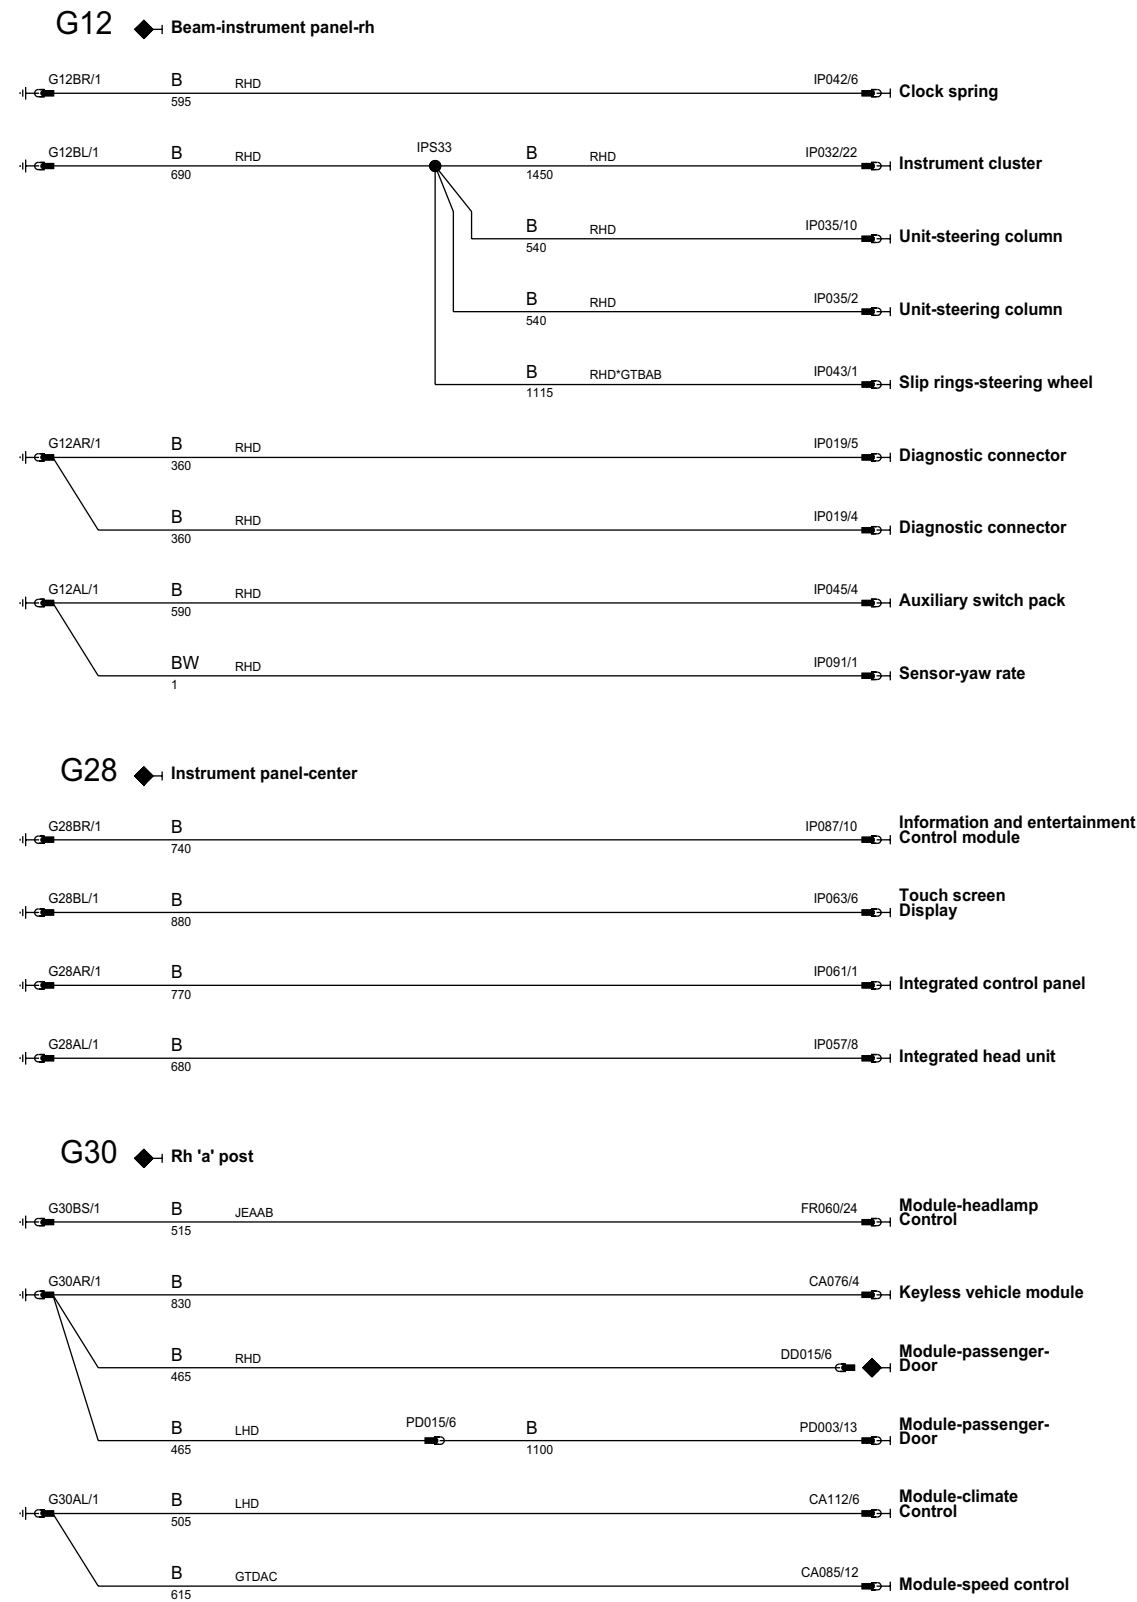 G12 Beam-instrument panel-rh
G12BR/1 B RHD IP042/6 Clock spring
595
G12BL/1 B RHD IPS33 B RHD IP032/22 Instrument cluster
690 1450
B RHD IP035/10 Unit-steering column
540
B RHD IP035/2 Unit-steering column
540
B RHD*GTBAB IP043/1 Slip rings-steering wheel
1115
G12AR/1 B RHD IP019/5 Diagnostic connector
360
B RHD IP019/4 Diagnostic connector
360
G12AL/1 B RHD IP045/4 Auxiliary switch pack
590
BW RHD IP091/1 Sensor-yaw rate
1
G28 Instrument panel-center
G28BR/1 B IP087/10 Information and entertainment
Control module
740
G28BL/1 B IP063/6 Touch screen
Display
880
G28AR/1 B IP061/1 Integrated control panel
770
G28AL/1 B IP057/8 Integrated head unit
680
G30 Rh 'a' post
G30BS/1 B JEAAB FR060/24 Module-headlamp
Control
515
G30AR/1 B CA076/4 Keyless vehicle module
830
B RHD DD015/6 Module-passenger-
Door
465
B LHD PD015/6 B PD003/13 Module-passenger-
Door
465 1100
G30AL/1 B LHD CA112/6 Module-climate
Control
505
B GTDAC CA085/12 Module-speed control
615